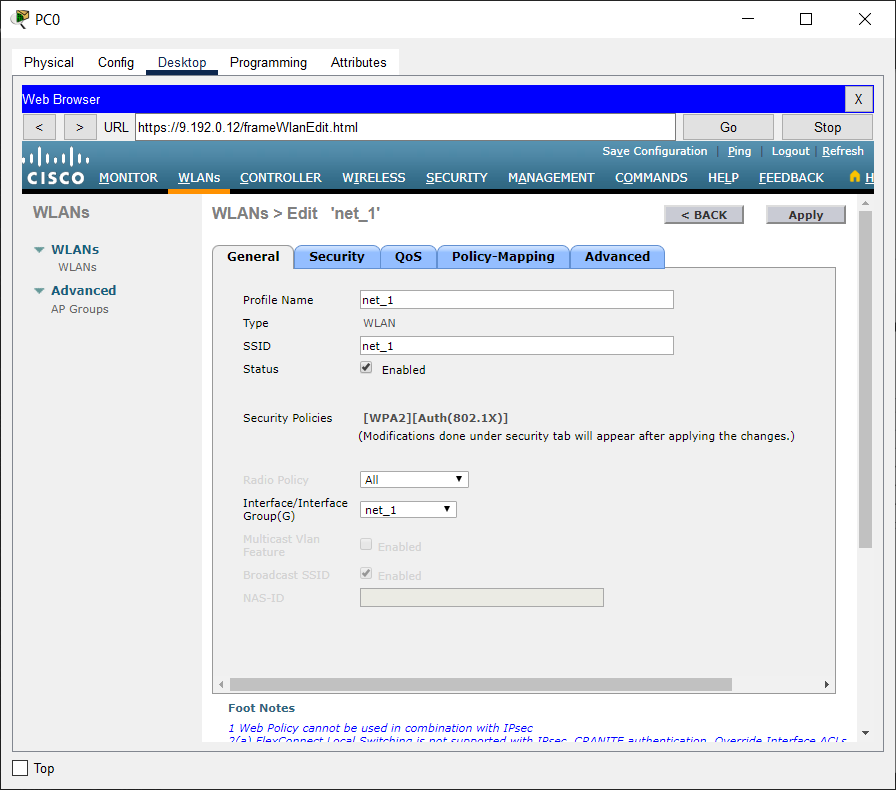 PC0
Physical Config Desktop Programming Attributes
Web Browser X
< > URL https://9.192.0.12/frameWlanEdit.html Go Stop
Save Configuration | Ping | Logout | Refresh
CISCO MONITOR WLANs CONTROLLER WIRELESS SECURITY MANAGEMENT COMMANDS HELP FEEDBACK H
WLANs
WLANs
WLANs
Advanced
AP Groups
WLANs > Edit 'net_1' < BACK Apply
General Security QoS Policy-Mapping Advanced
Profile Name net_1
Type WLAN
SSID net_1
Status Enabled
Security Policies [WPA2][Auth(802.1X)]
(Modifications done under security tab will appear after applying the changes.)
Radio Policy All
Interface/Interface
Group(G) net_1
Multicast Vlan
Feature Enabled
Broadcast SSID Enabled
NAS-ID
Foot Notes
1 Web Policy cannot be used in combination with IPsec
2(a) FlexConnect Local Switching is not supported with IPsec, CRANITE authentication, Override Interface ACLs
Top